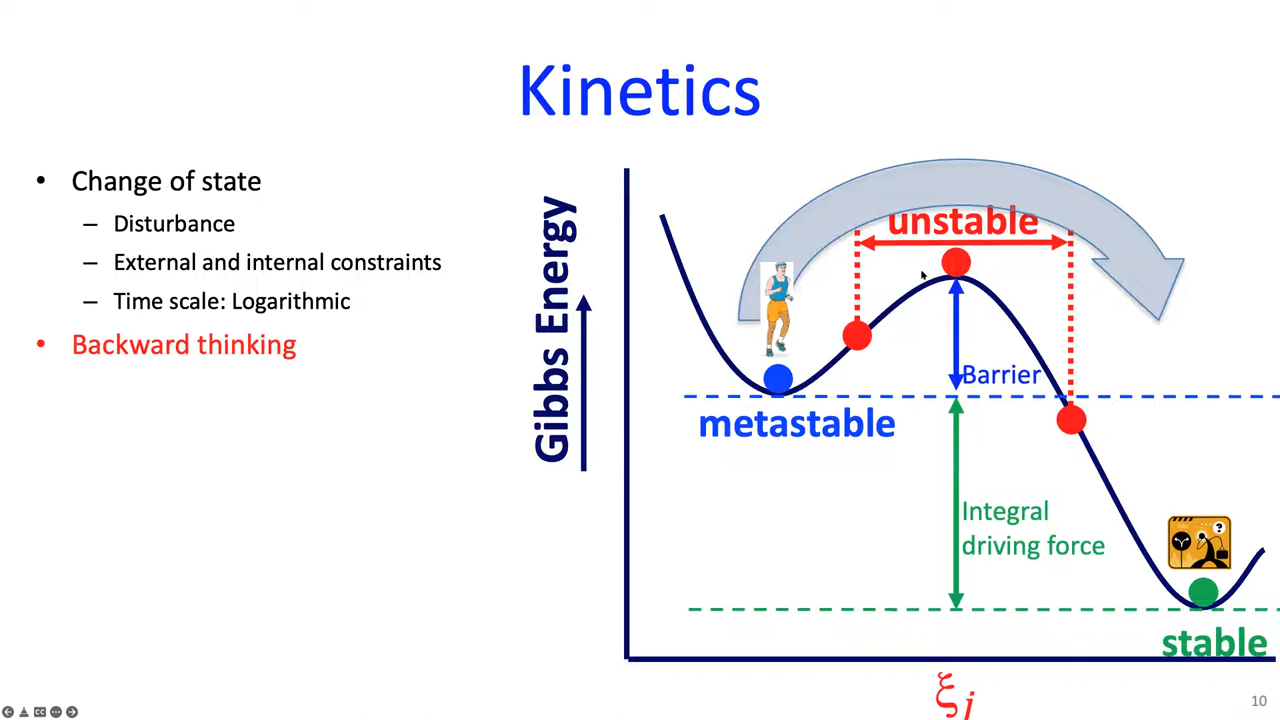 Kinetics
• Change of state
– Disturbance
– External and internal constraints
– Time scale: Logarithmic
• Backward thinking
Gibbs Energy
unstable
Barrier
metastable
Integral
driving force
?
stable
ξj
10